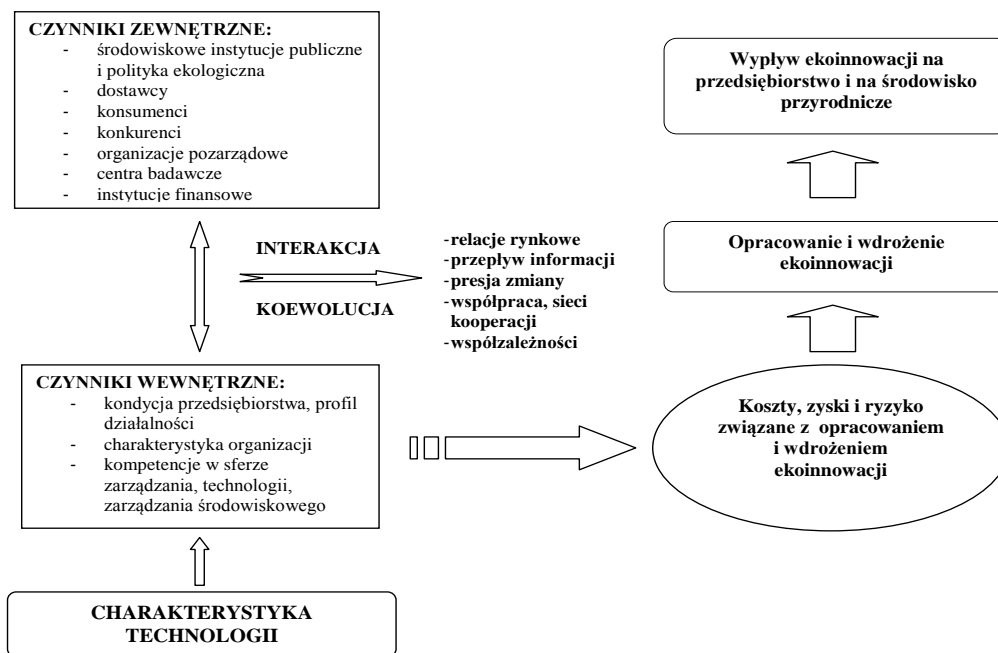 CZYNNIKI ZEWNĘTRZNE:
- środowiskowe instytucje publiczne
i polityka ekologiczna
- dostawcy
- konsumenci
- konkurenci
- organizacje pozarządowe
- centra badawcze
- instytucje finansowe
INTERAKCJA
KOEWOLUCJA
-relacje rynkowe
-przepływ informacji
-presja zmiany
-współpraca, sieci
kooperacji
-współzależności
CZYNNIKI WEWNĘTRZNE:
- kondycja przedsiębiorstwa, profil
działalności
- charakterystyka organizacji
- kompetencje w sferze
zarządzania, technologii,
zarządzania środowiskowego
CHARAKTERYSTYKA
TECHNOLOGII
Wypływ ekoinnowacji na
przedsiębiorstwo i na środowisko
przyrodnicze
Opracowanie i wdrożenie
ekoinnowacji
Koszty, zyski i ryzyko
związane z opracowaniem
i wdrożeniem
ekoinnowacji